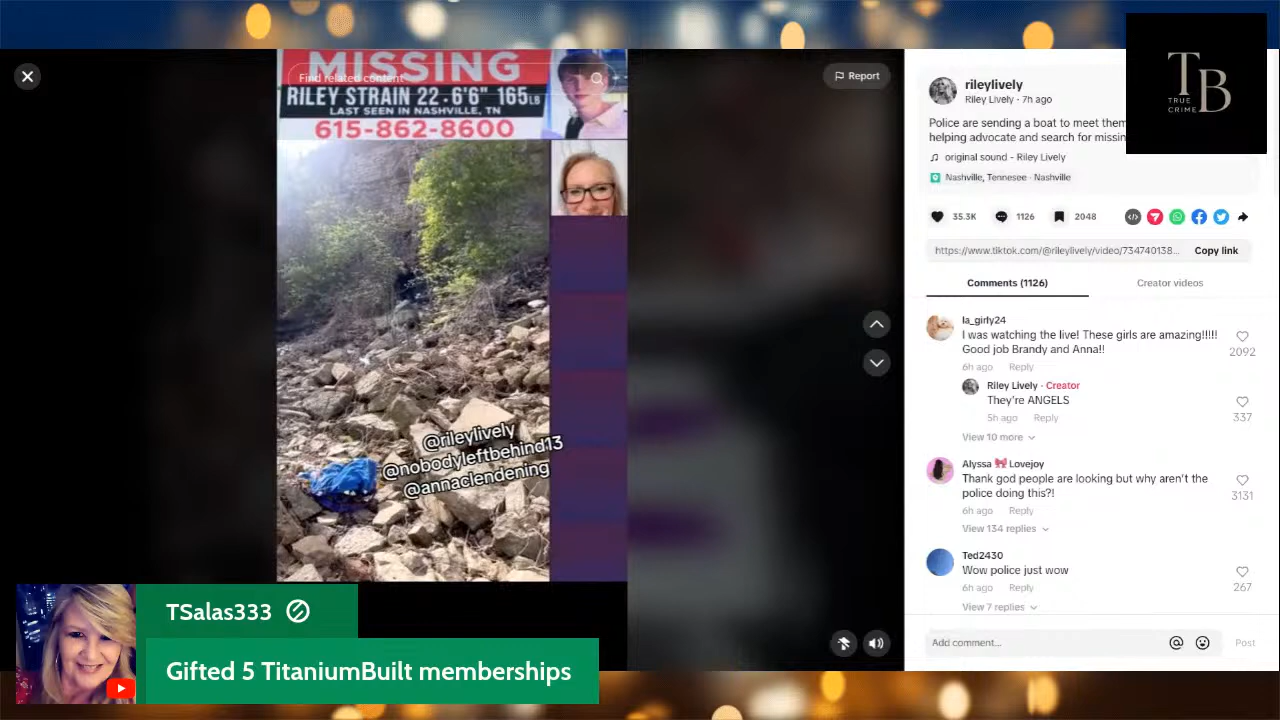 MISSING
Find related content
RILEY STRAIN 22 - 6'6" 165LB
LAST SEEN IN NASHVILLE, TN
615-862-8600
@rileylively
@nobodyleftbehind13
@annaclendening
Report
TB
TRUE
CRIME
rileylively
Riley Lively · 7h ago
Police are sending a boat to meet them
helping advocate and search for missin
original sound - Riley Lively
Nashville, Tennessee · Nashville
35.3K
1126
2048
https://www.tiktok.com/@rileylively/video/734740138...
Copy link
Comments (1126)
Creator videos
la_girly24
I was watching the live! These girls are amazing!!!!!
Good job Brandy and Anna!!
2092
6h ago Reply
Riley Lively · Creator
They're ANGELS
337
5h ago Reply
View 10 more
Alyssa 🎀 Lovejoy
Thank god people are looking but why aren't the
police doing this?!
3131
6h ago Reply
View 134 replies
Ted2430
Wow police just wow
267
6h ago Reply
View 7 replies
Add comment...
Post
TSalas333
Gifted 5 TitaniumBuilt memberships